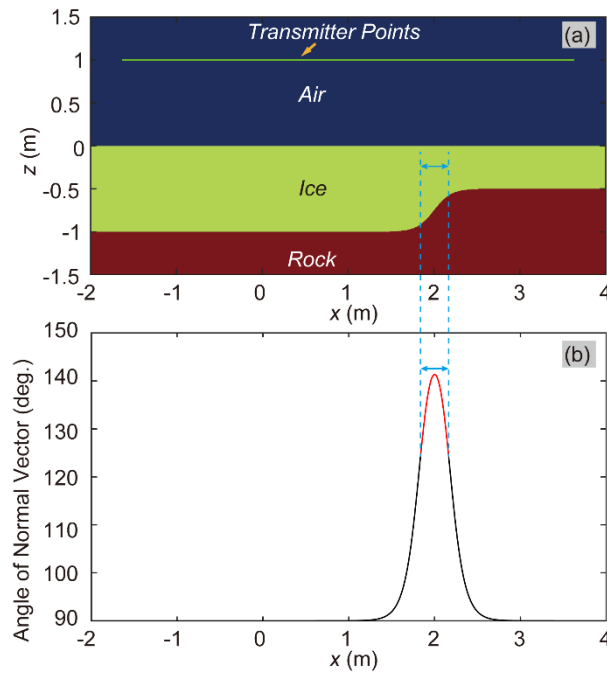 1.5
Transmitter Points
(a)
1
Air
0.5
z (m)
0
-0.5
Ice
-1
Rock
-1.5
-2 -1 0 1 2 3 4
x (m)
150
(b)
140
130
120
110
100
90
Angle of Normal Vector (deg.)
-2 -1 0 1 2 3 4
x (m)